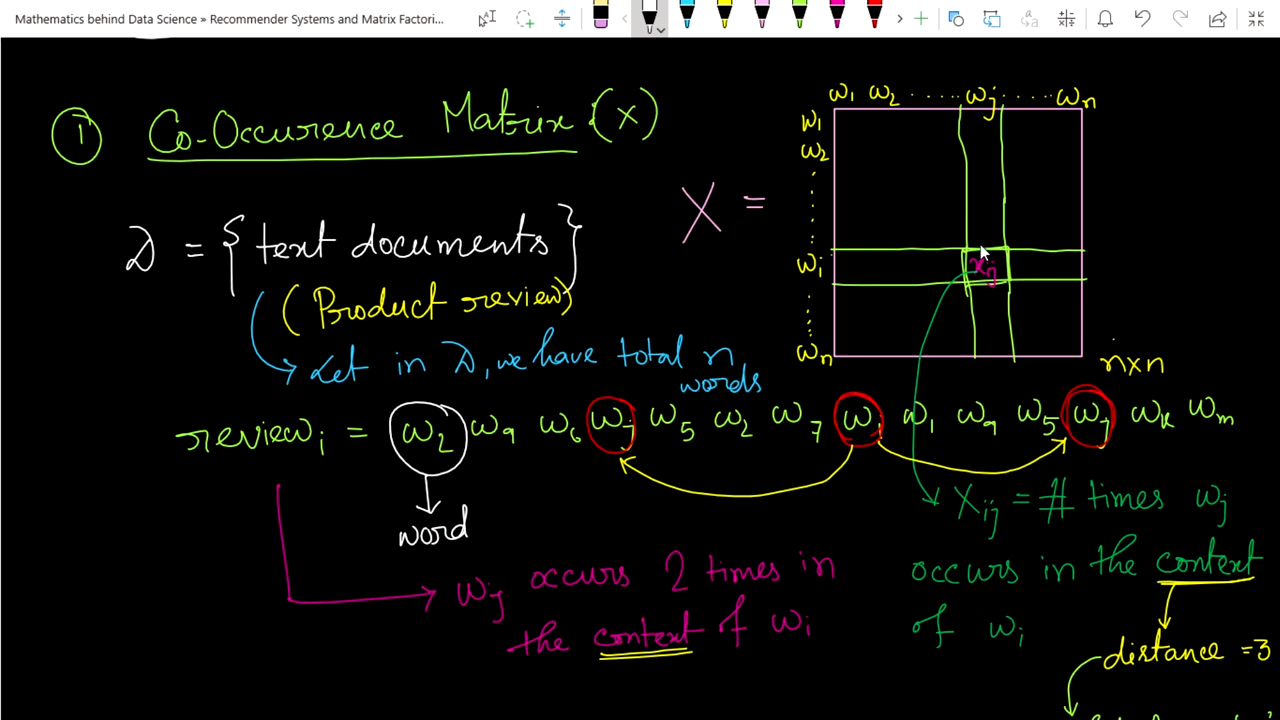 Mathematics behind Data Science » Recommender Systems and Matrix Factori...
① Co-Occurence Matrix (X)
w1 w2 ...... wj ..... wn
w1
w2
wi
wn
X =
xij
n×n
D = { text documents }
(Product review)
Let in D, we have total n
words
reviewi = w2 w9 w6 wj w5 w2 w7 wi w1 w9 w5 wj wk wm
word
Xij = # times wj
occurs in the context
of wi
wj occurs 2 times in
the context of wi
distance = 3